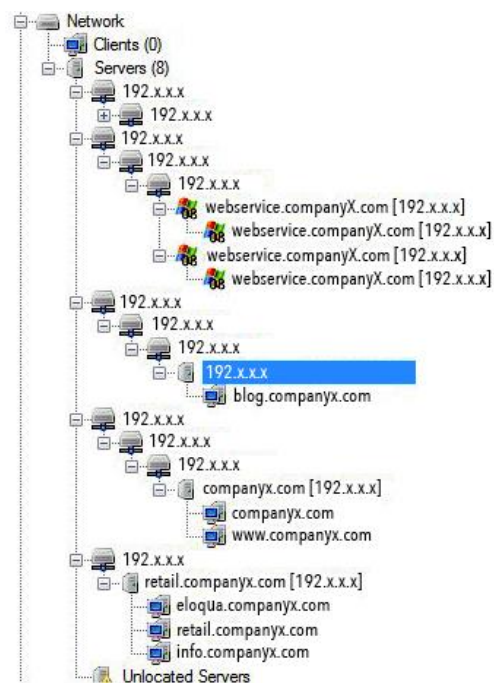 Network
Clients (0)
Servers (8)
192.x.x.x
192.x.x.x
192.x.x.x
192.x.x.x
192.x.x.x
webservice.companyX.com [192.x.x.x]
webservice.companyX.com [192.x.x.x]
webservice.companyX.com [192.x.x.x]
webservice.companyX.com [192.x.x.x]
192.x.x.x
192.x.x.x
192.x.x.x
192.x.x.x
blog.companyx.com
192.x.x.x
192.x.x.x
192.x.x.x
companyx.com [192.x.x.x]
companyx.com
www.companyx.com
192.x.x.x
retail.companyx.com [192.x.x.x]
eloqua.companyx.com
retail.companyx.com
info.companyx.com
Unlocated Servers